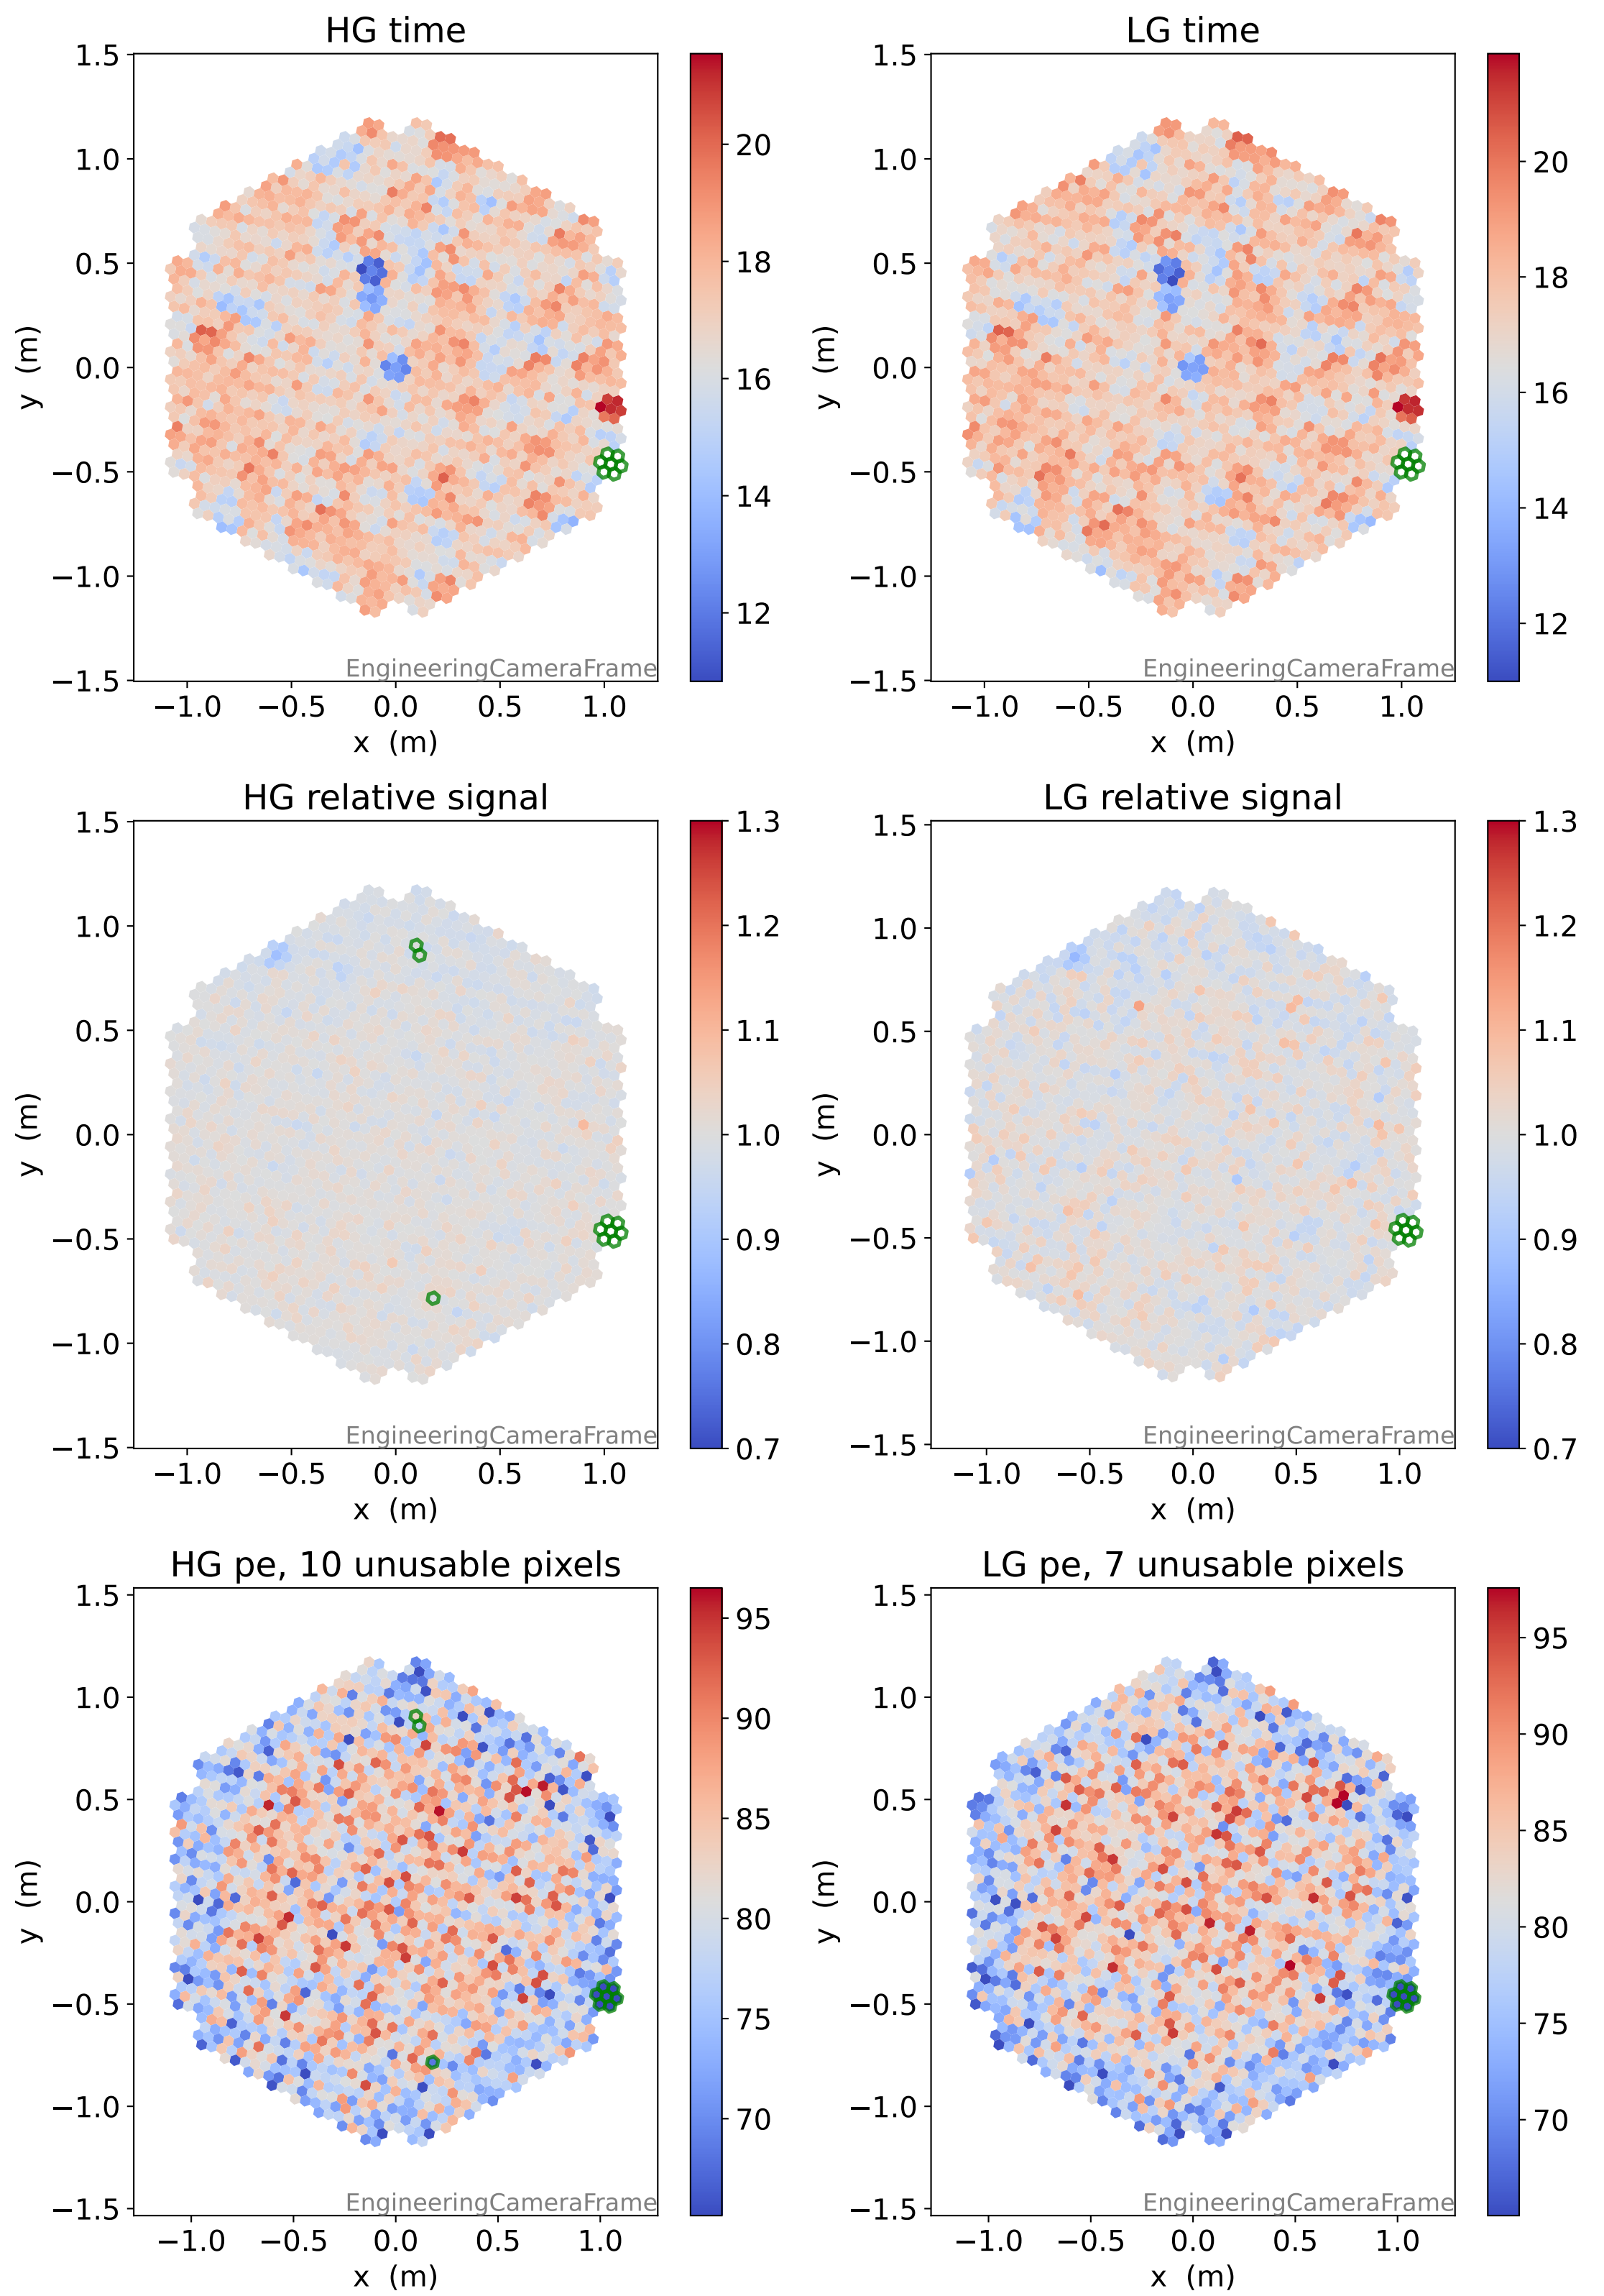 HG time
1.5
1.0
0.5
0.0
−0.5
−1.0
−1.5
y (m)
−1.0 −0.5 0.0 0.5 1.0
x (m)
EngineeringCameraFrame
20
18
16
14
12
LG time
1.5
1.0
0.5
0.0
−0.5
−1.0
−1.5
y (m)
−1.0 −0.5 0.0 0.5 1.0
x (m)
EngineeringCameraFrame
20
18
16
14
12
HG relative signal
1.5
1.0
0.5
0.0
−0.5
−1.0
−1.5
y (m)
−1.0 −0.5 0.0 0.5 1.0
x (m)
EngineeringCameraFrame
1.3
1.2
1.1
1.0
0.9
0.8
0.7
LG relative signal
1.5
1.0
0.5
0.0
−0.5
−1.0
−1.5
y (m)
−1.0 −0.5 0.0 0.5 1.0
x (m)
EngineeringCameraFrame
1.3
1.2
1.1
1.0
0.9
0.8
0.7
HG pe, 10 unusable pixels
1.5
1.0
0.5
0.0
−0.5
−1.0
−1.5
y (m)
−1.0 −0.5 0.0 0.5 1.0
x (m)
EngineeringCameraFrame
95
90
85
80
75
70
LG pe, 7 unusable pixels
1.5
1.0
0.5
0.0
−0.5
−1.0
−1.5
y (m)
−1.0 −0.5 0.0 0.5 1.0
x (m)
EngineeringCameraFrame
95
90
85
80
75
70